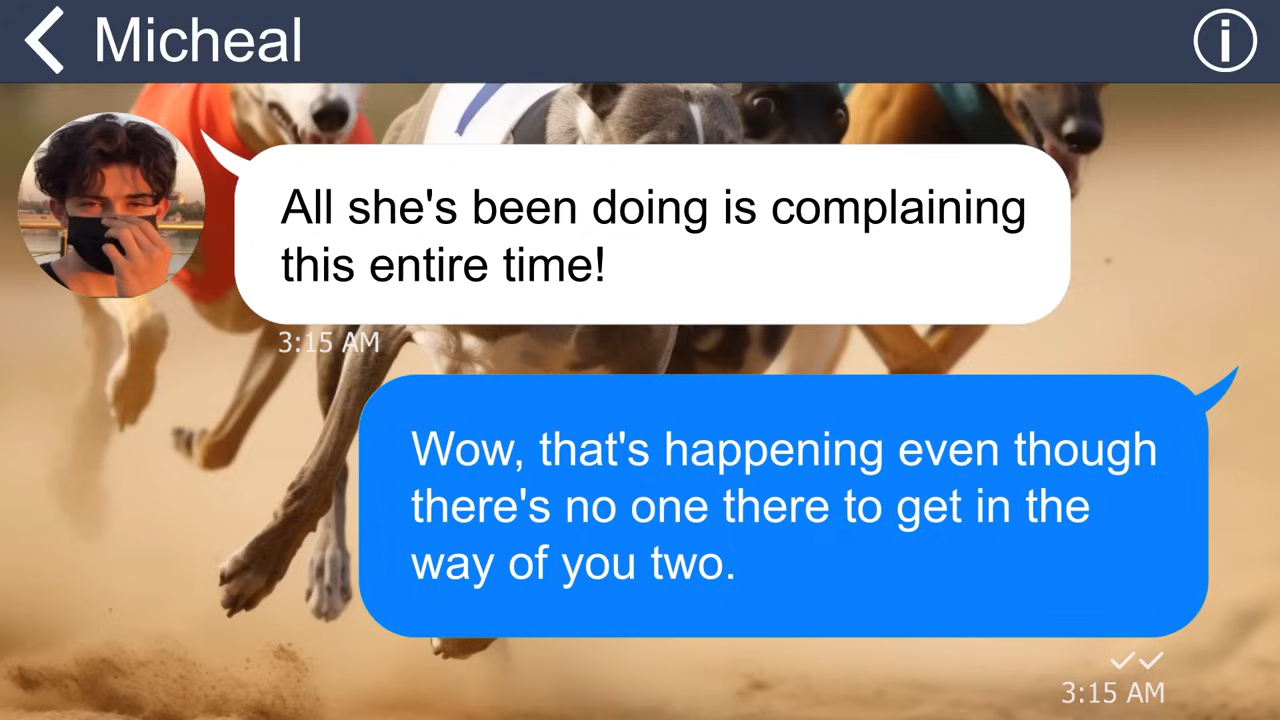 Micheal
All she's been doing is complaining
this entire time!
3:15 AM
Wow, that's happening even though
there's no one there to get in the
way of you two.
3:15 AM